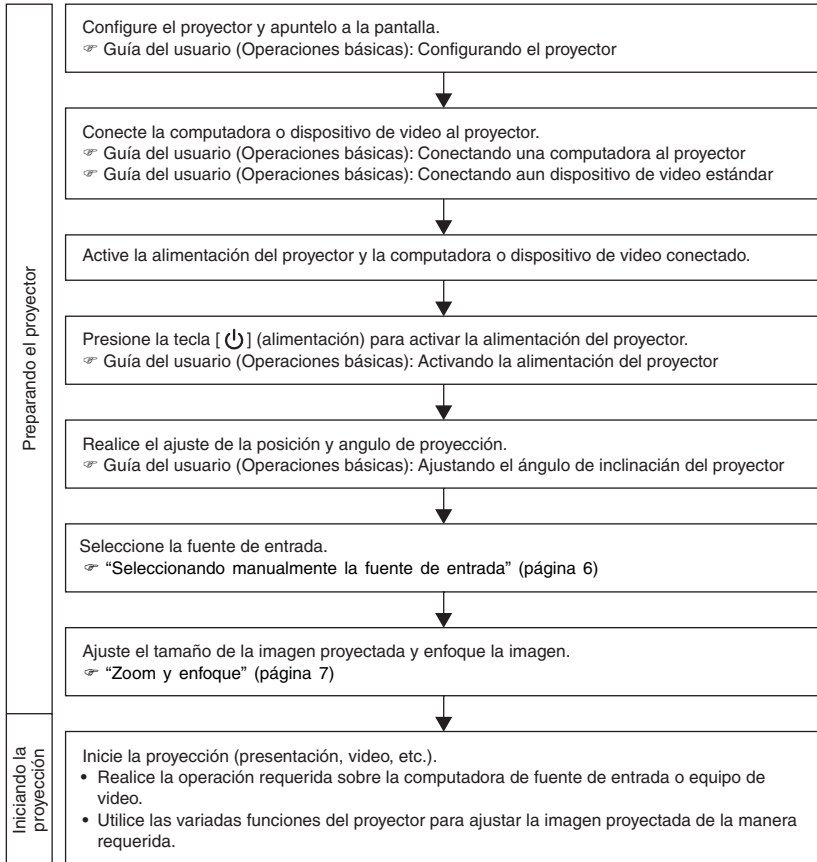 Preparando el proyector
Configure el proyector y apuntelo a la pantalla.
☞ Guía del usuario (Operaciones básicas): Configurando el proyector
Conecte la computadora o dispositivo de video al proyector.
☞ Guía del usuario (Operaciones básicas): Conectando una computadora al proyector
☞ Guía del usuario (Operaciones básicas): Conectando aun dispositivo de video estándar
Active la alimentación del proyector y la computadora o dispositivo de video conectado.
Presione la tecla [ ⏻ ] (alimentación) para activar la alimentación del proyector.
☞ Guía del usuario (Operaciones básicas): Activando la alimentación del proyector
Realice el ajuste de la posición y angulo de proyección.
☞ Guía del usuario (Operaciones básicas): Ajustando el ángulo de inclinacián del proyector
Seleccione la fuente de entrada.
☞ “Seleccionando manualmente la fuente de entrada” (página 6)
Ajuste el tamaño de la imagen proyectada y enfoque la imagen.
☞ “Zoom y enfoque” (página 7)
Iniciando la
proyección
Inicie la proyección (presentación, video, etc.).
• Realice la operación requerida sobre la computadora de fuente de entrada o equipo de
video.
• Utilice las variadas funciones del proyector para ajustar la imagen proyectada de la manera
requerida.